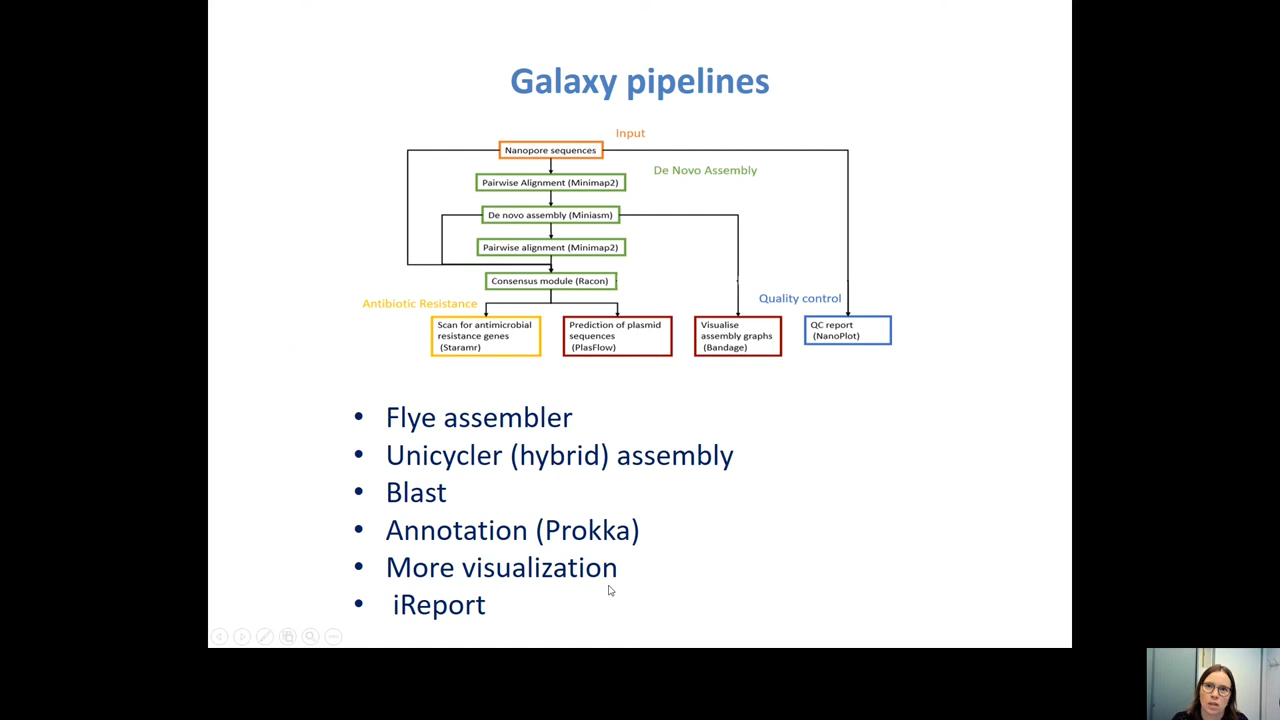 Galaxy pipelines
Input
Nanopore sequences
De Novo Assembly
Pairwise Alignment (Minimap2)
De novo assembly (Miniasm)
Pairwise alignment (Minimap2)
Consensus module (Racon)
Antibiotic Resistance
Quality control
Scan for antimicrobial
resistance genes
(Staramr)
Prediction of plasmid
sequences
(PlasFlow)
Visualise
assembly graphs
(Bandage)
QC report
(NanoPlot)
• Flye assembler
• Unicycler (hybrid) assembly
• Blast
• Annotation (Prokka)
• More visualization
• iReport